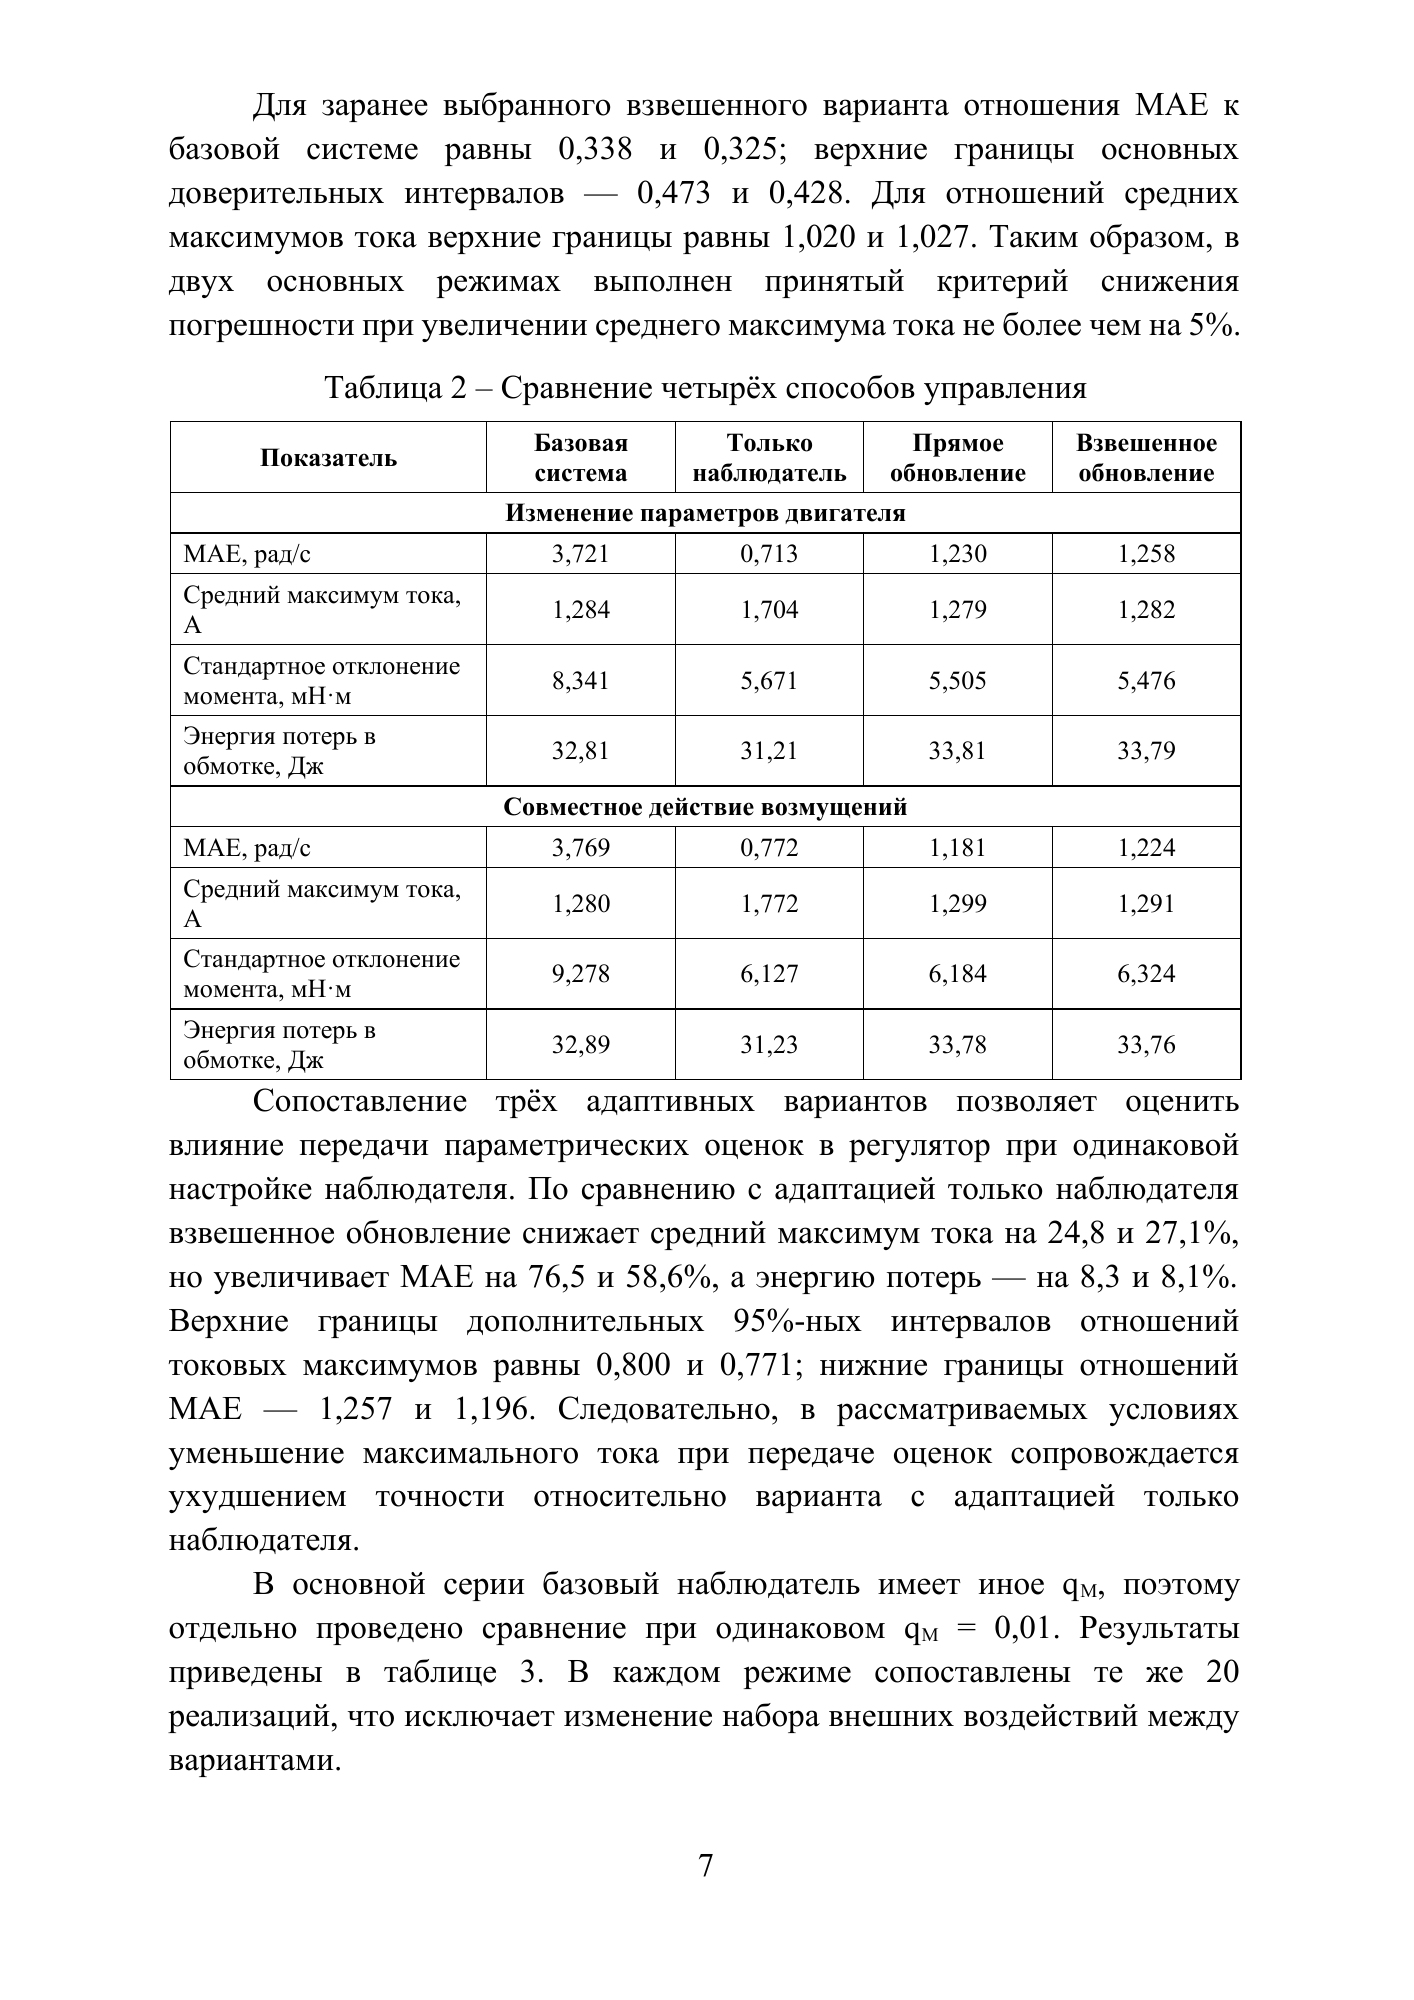 Для заранее выбранного взвешенного варианта отношения MAE к
базовой системе равны 0,338 и 0,325; верхние границы основных
доверительных интервалов — 0,473 и 0,428. Для отношений средних
максимумов тока верхние границы равны 1,020 и 1,027. Таким образом, в
двух основных режимах выполнен принятый критерий снижения
погрешности при увеличении среднего максимума тока не более чем на 5%.
Таблица 2 – Сравнение четырёх способов управления
Показатель
Базовая
система
Только
наблюдатель
Прямое
обновление
Взвешенное
обновление
Изменение параметров двигателя
MAE, рад/с 3,721 0,713 1,230 1,258
Средний максимум тока,
А
1,284 1,704 1,279 1,282
Стандартное отклонение
момента, мН·м
8,341 5,671 5,505 5,476
Энергия потерь в
обмотке, Дж
32,81 31,21 33,81 33,79
Совместное действие возмущений
MAE, рад/с 3,769 0,772 1,181 1,224
Средний максимум тока,
А
1,280 1,772 1,299 1,291
Стандартное отклонение
момента, мН·м
9,278 6,127 6,184 6,324
Энергия потерь в
обмотке, Дж
32,89 31,23 33,78 33,76
Сопоставление трёх адаптивных вариантов позволяет оценить
влияние передачи параметрических оценок в регулятор при одинаковой
настройке наблюдателя. По сравнению с адаптацией только наблюдателя
взвешенное обновление снижает средний максимум тока на 24,8 и 27,1%,
но увеличивает MAE на 76,5 и 58,6%, а энергию потерь — на 8,3 и 8,1%.
Верхние границы дополнительных 95%-ных интервалов отношений
токовых максимумов равны 0,800 и 0,771; нижние границы отношений
MAE — 1,257 и 1,196. Следовательно, в рассматриваемых условиях
уменьшение максимального тока при передаче оценок сопровождается
ухудшением точности относительно варианта с адаптацией только
наблюдателя.
В основной серии базовый наблюдатель имеет иное qм, поэтому
отдельно проведено сравнение при одинаковом qм = 0,01. Результаты
приведены в таблице 3. В каждом режиме сопоставлены те же 20
реализаций, что исключает изменение набора внешних воздействий между
вариантами.
7